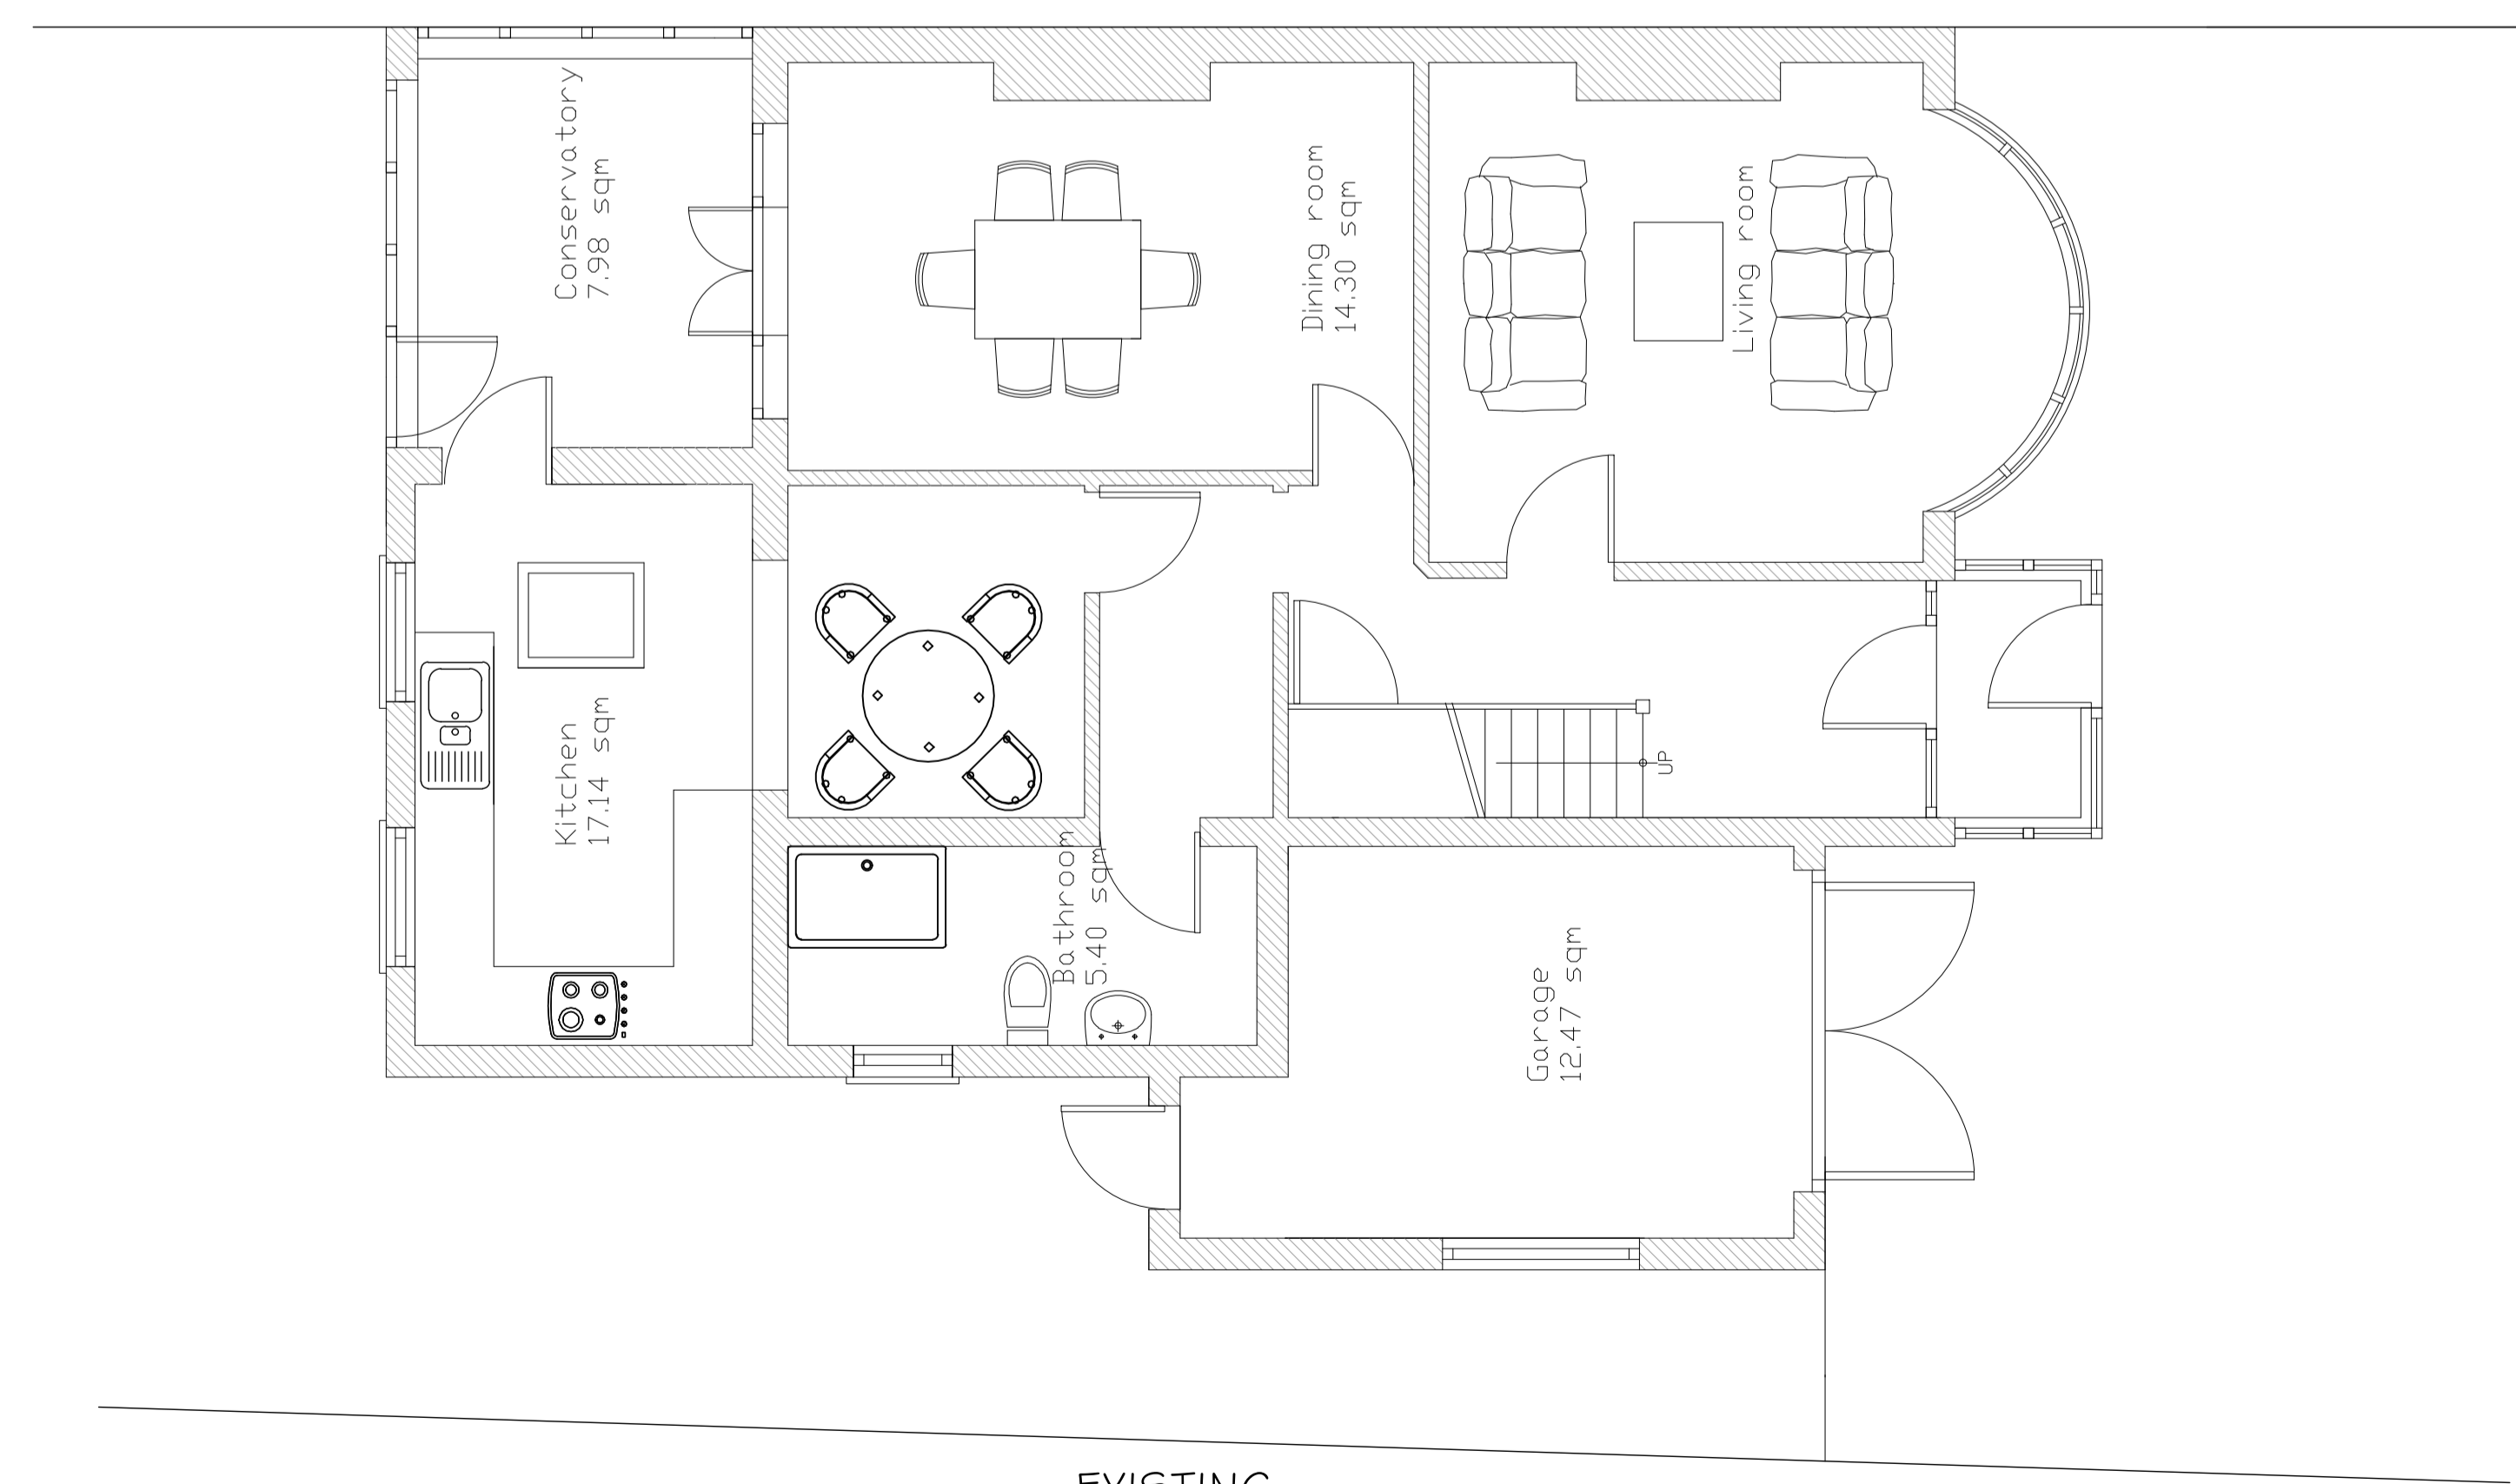 Conservatory
7.98 sqm
Dining room
14.30 sqm
Living room
Kitchen
17.14 sqm
UP
Bathroom
5.40 sqm
Garage
12.47 sqm
EXISTING